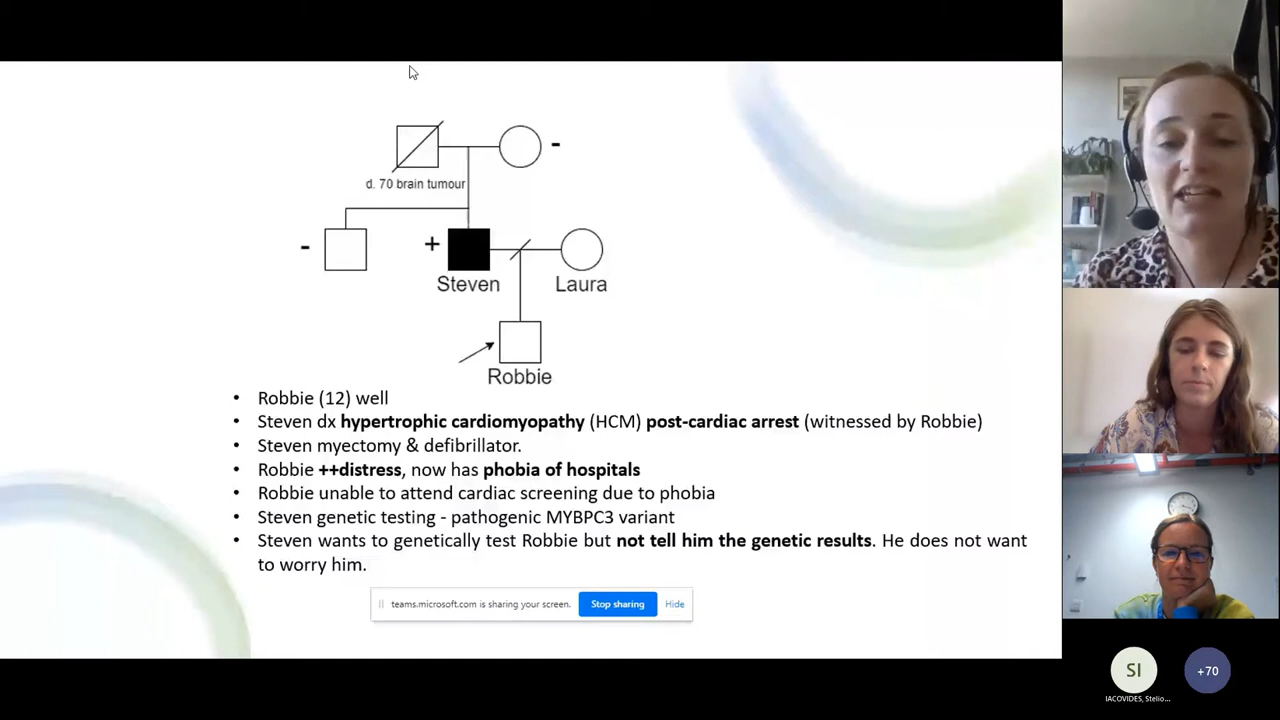 d. 70 brain tumour
-
-
+
Steven
Laura
Robbie
• Robbie (12) well
• Steven dx hypertrophic cardiomyopathy (HCM) post-cardiac arrest (witnessed by Robbie)
• Steven myectomy & defibrillator.
• Robbie ++distress, now has phobia of hospitals
• Robbie unable to attend cardiac screening due to phobia
• Steven genetic testing - pathogenic MYBPC3 variant
• Steven wants to genetically test Robbie but not tell him the genetic results. He does not want
to worry him.
teams.microsoft.com is sharing your screen.
Stop sharing
Hide
SI
+70
IACOVIDES, Stelio...